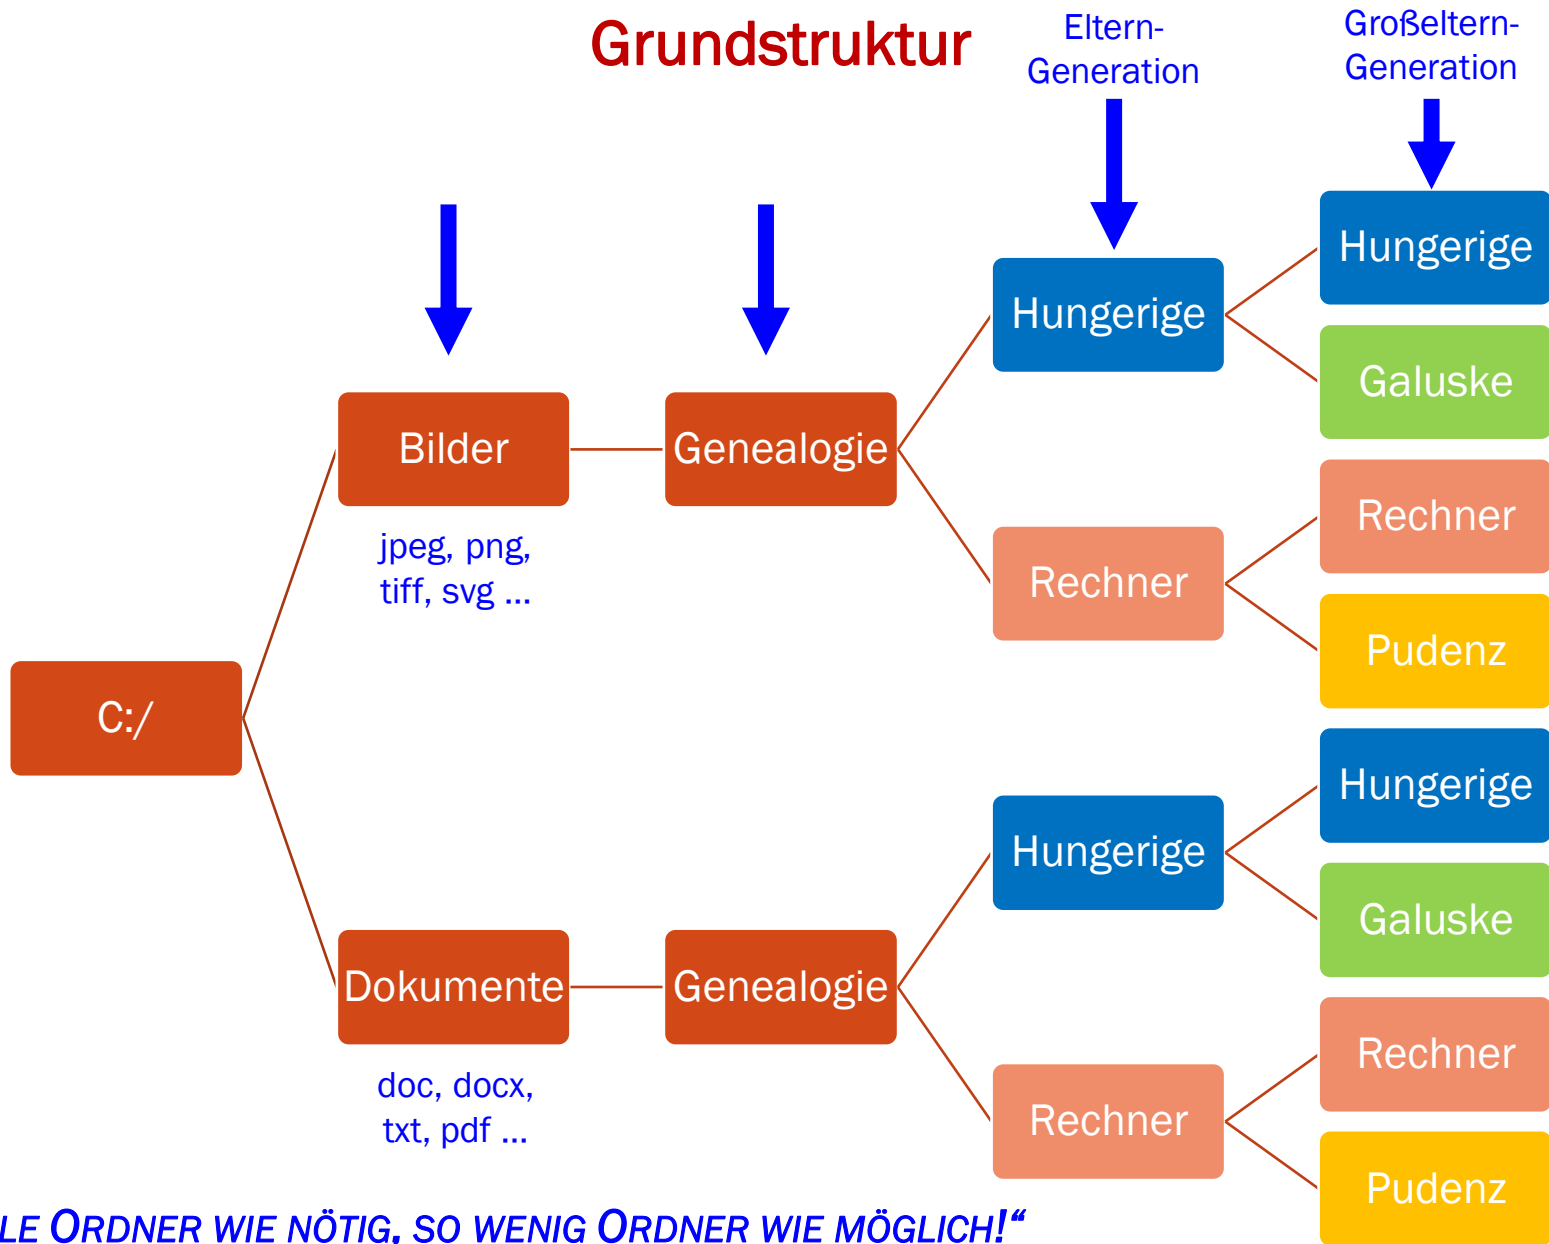 Grundstruktur
Eltern-
Generation
Großeltern-
Generation
Hungerige
Hungerige
Galuske
Bilder
Genealogie
jpeg, png,
tiff, svg ...
Rechner
Rechner
Pudenz
C:/
Hungerige
Hungerige
Galuske
Dokumente
Genealogie
doc, docx,
txt, pdf ...
Rechner
Rechner
Pudenz
LE ORDNER WIE NÖTIG, SO WENIG ORDNER WIE MÖGLICH!“